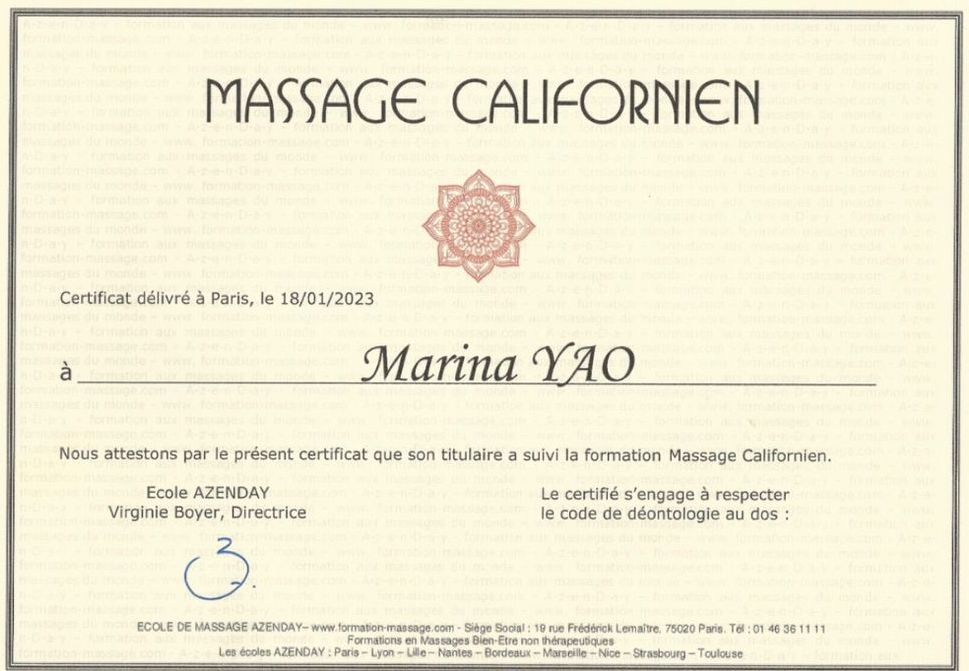 MASSAGE CALIFORNIEN
Certificat délivré à Paris, le 18/01/2023
à Marina YAO
Nous attestons par le présent certificat que son titulaire a suivi la formation Massage Californien.
Ecole AZENDAY
Virginie Boyer, Directrice
Le certifié s'engage à respecter
le code de déontologie au dos :
ECOLE DE MASSAGE AZENDAY– www.formation-massage.com - Siège Social : 19 rue Frédérick Lemaître, 75020 Paris. Tél : 01 46 36 11 11
Formations en Massages Bien-Etre non thérapeutiques
Les écoles AZENDAY : Paris – Lyon – Lille – Nantes – Bordeaux – Marseille – Nice – Strasbourg – Toulouse